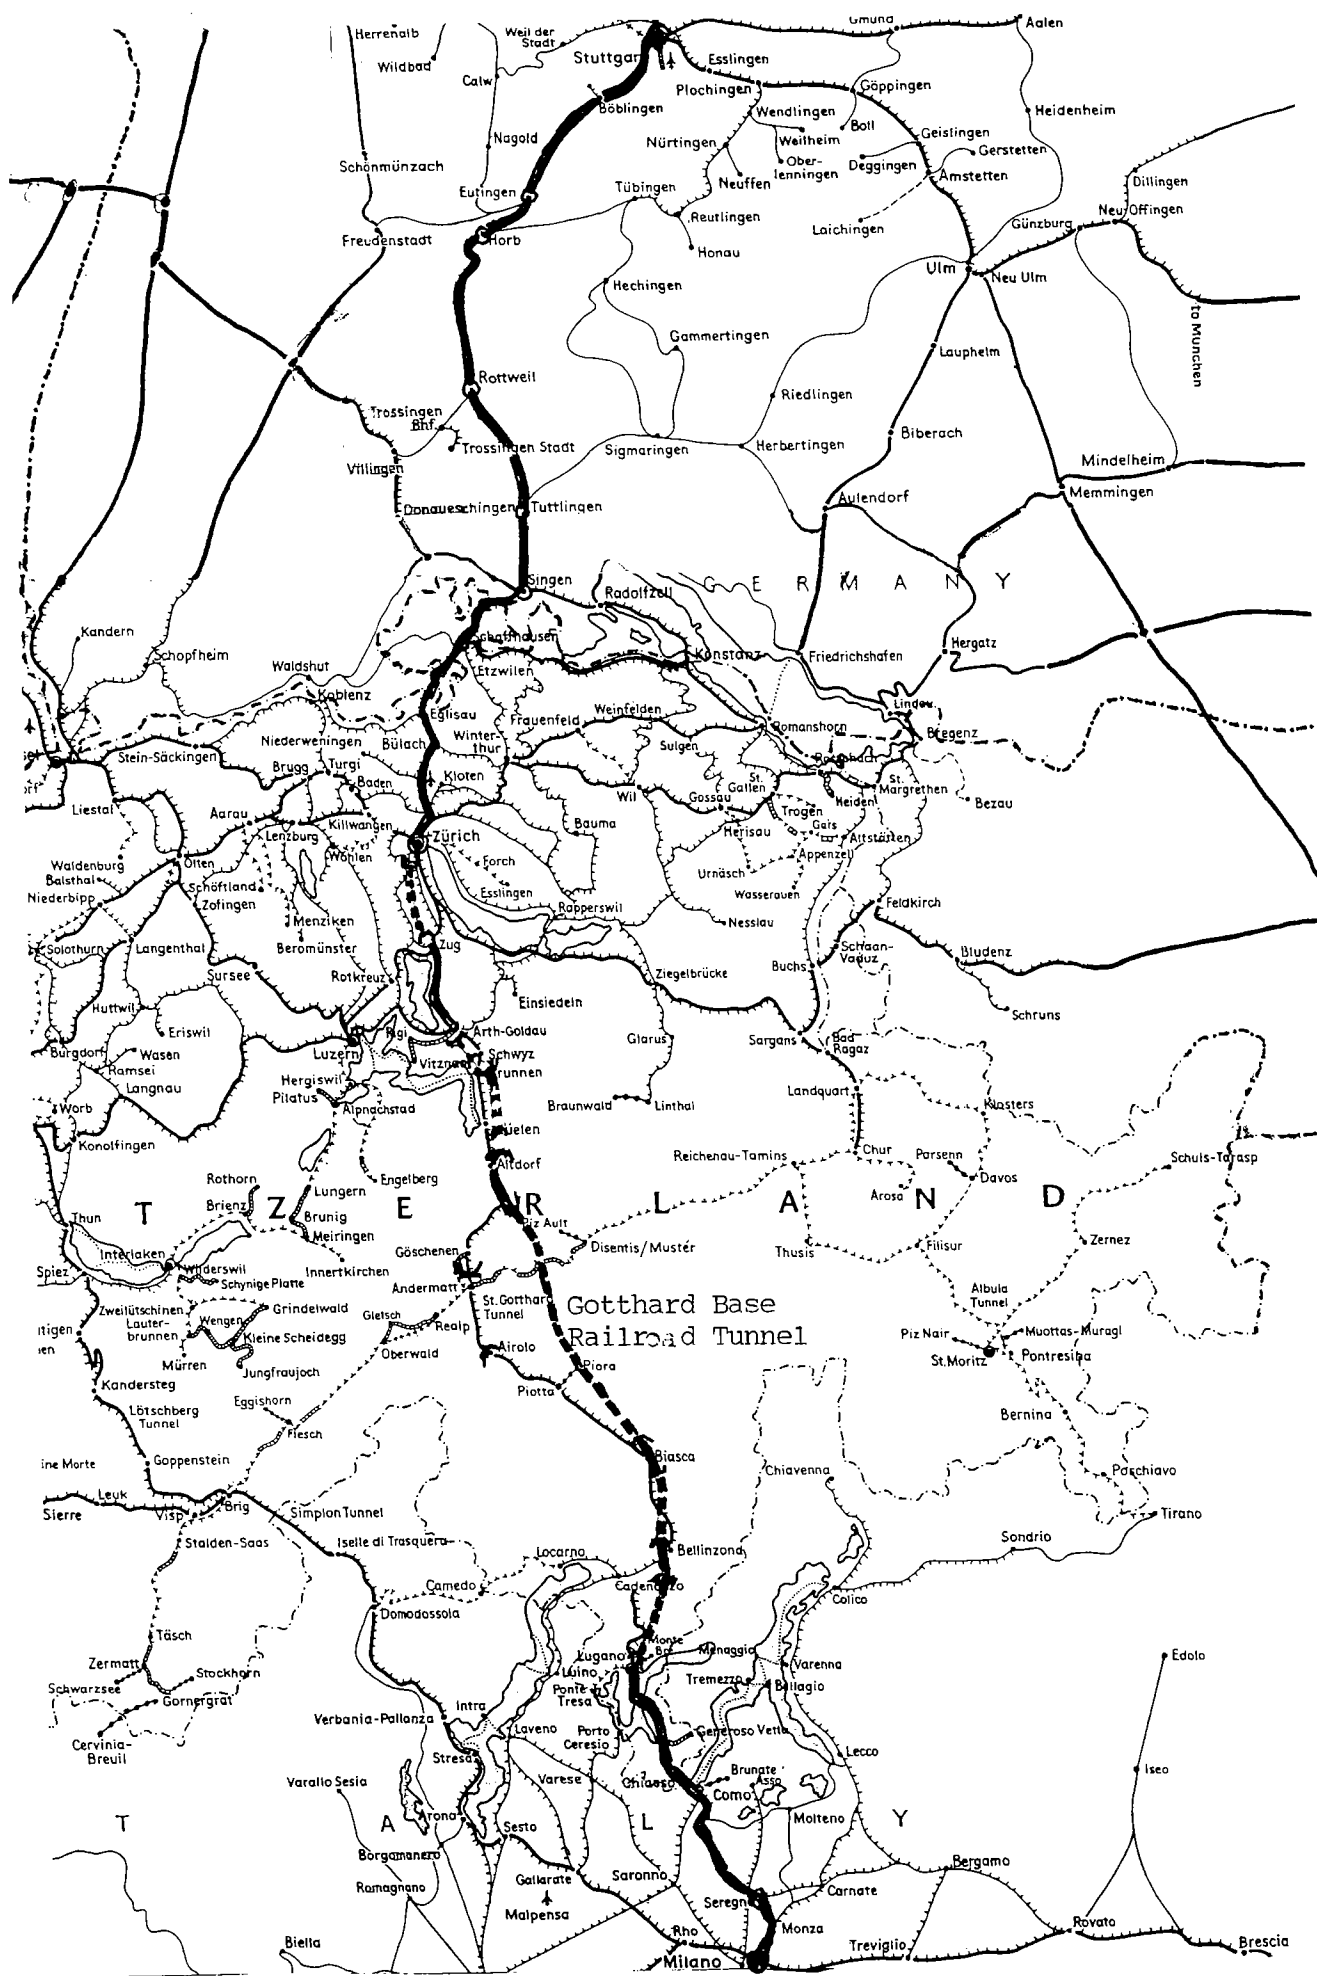 Herrenalb
Weil der
Stadt
Gmund
Aalen
Wildbad
Stuttgart
Esslingen
Calw
Plochingen
Göppingen
Böblingen
Wendlingen
Heidenheim
Nagold
Nürtingen
Weilheim
Boll
Geislingen
Schönmünzach
Ober-
lenningen
Deggingen
Gerstetten
Neuffen
Amstetten
Eutingen
Tübingen
Dillingen
Reutlingen
Laichingen
Günzburg
Neu Offingen
Freudenstadt
Horb
Honau
Ulm
Neu Ulm
Hechingen
to Munchen
Gammertingen
Laupheim
Rottweil
Riedlingen
Trossingen
Bhf.
Trossingen Stadt
Sigmaringen
Herbertingen
Biberach
Villingen
Mindelheim
Memmingen
Donaueschingen
Tuttlingen
Aulendorf
Singen
Radolfzell
GERMANY
Kandern
Schopfheim
Schaffhausen
Konstanz
Friedrichshafen
Hergatz
Waldshut
Etzwilen
Koblenz
Lindau
Eglisau
Frauenfeld
Weinfelden
Romanshorn
Bregenz
Niederweningen
Bülach
Winter-
thur
Sulgen
Rorschach
Stein-Säckingen
Brugg
Turgi
Baden
Kloten
St.
Gallen
St.
Margrethen
Liestal
Aarau
Wil
Gossau
Heiden
Bezau
Lenzburg
Killwangen
Bauma
Trogen
Herisau
Gais
Altstätten
Zürich
Wohlen
Waldenburg
Olten
Forch
Urnäsch
Appenzell
Balsthal
Schöftland
Esslingen
Wasserauen
Niederbipp
Zofingen
Rapperswil
Nesslau
Feldkirch
Menziken
Solothurn
Langenthal
Beromünster
Zug
Schaan-
Vaduz
Bludenz
Sursee
Rotkreuz
Ziegelbrücke
Buchs
Huttwil
Einsiedeln
Schruns
Eriswil
Rigi
Arth-Goldau
Glarus
Sargans
Bad
Ragaz
Burgdorf
Wasen
Luzern
Vitznau
Schwyz
Brunnen
Ramsei
Langnau
Hergiswil
Pilatus
Alpnachstad
Braunwald
Linthal
Landquart
Klosters
Worb
Konolfingen
Flüelen
Altdorf
Reichenau-Tamins
Chur
Parsenn
Schuls-Tarasp
Rothorn
Engelberg
Arosa
Davos
Brienz
Lungern
TZERLAND
Thun
Brunig
Meiringen
Piz Ault
Interlaken
Göschenen
Disentis/Mustér
Thusis
Filisur
Zernez
Spiez
Wilderswil
Innertkirchen
Schynige Platte
Andermatt
St. Gotthard
Tunnel
Gotthard Base
Railroad Tunnel
Albula
Tunnel
Zweilütschinen
Grindelwald
Lauter-
brunnen
Wengen
Gletsch
Realp
Kleine Scheidegg
Oberwald
Airolo
Piz Nair
Muottas-Muragl
Mürren
Jungfraujoch
Piora
St.Moritz
Pontresina
Kandersteg
Piotta
Eggishorn
Lötschberg
Tunnel
Bernina
Fiesch
Biasca
Goppenstein
Chiavenna
Poschiavo
Leuk
Sierre
Visp
Brig
Simplon Tunnel
Tirano
Stalden-Saas
Iselle di Trasquera
Locarno
Bellinzona
Sondrio
Camedo
Cadenazzo
Colico
Domodossola
Täsch
Monte
Lugano
Menaggio
Edolo
Zermatt
Stockhorn
Luino
Varenna
Schwarzsee
Gornergrat
Ponte
Tresa
Tremezzo
Bellagio
Intra
Verbania-Pallanza
Laveno
Porto
Ceresio
Generoso Vetta
Cervinia-
Breuil
Stresa
Lecco
Varallo Sesia
Varese
Chiasso
Brunate
Asso
Como
Iseo
Arona
Sesto
Molteno
TALY
Borgomanero
Bergamo
Romagnano
Gallarate
Saronno
Carnate
Malpensa
Seregno
Biella
Rho
Monza
Rovato
Milano
Treviglio
Brescia